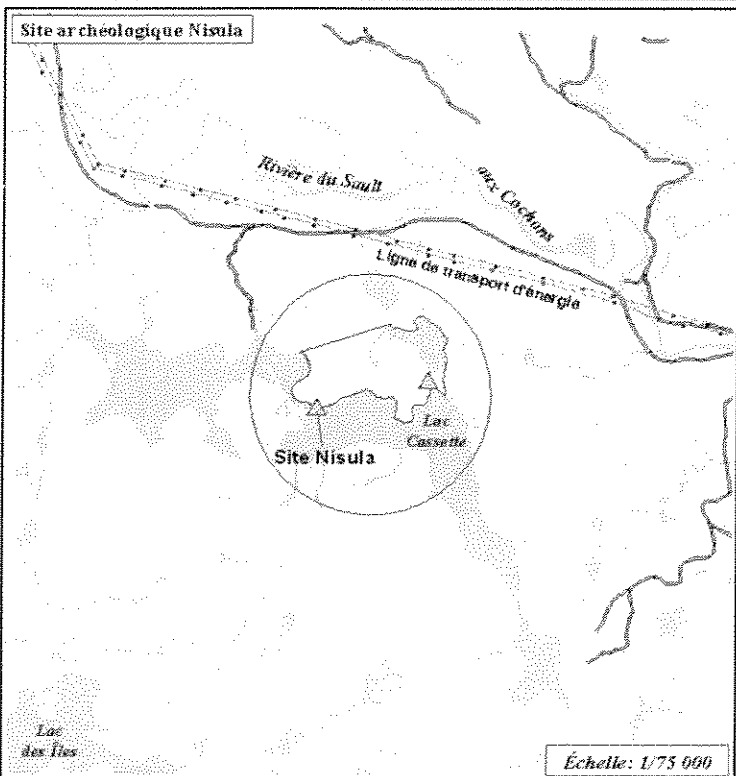 Site archéologique Nisula
Rivière du Sault
aux Cochons
Ligne de transport d'énergie
Lac
Cassette
Site Nisula
Lac
des Îles
Échelle: 1/75 000